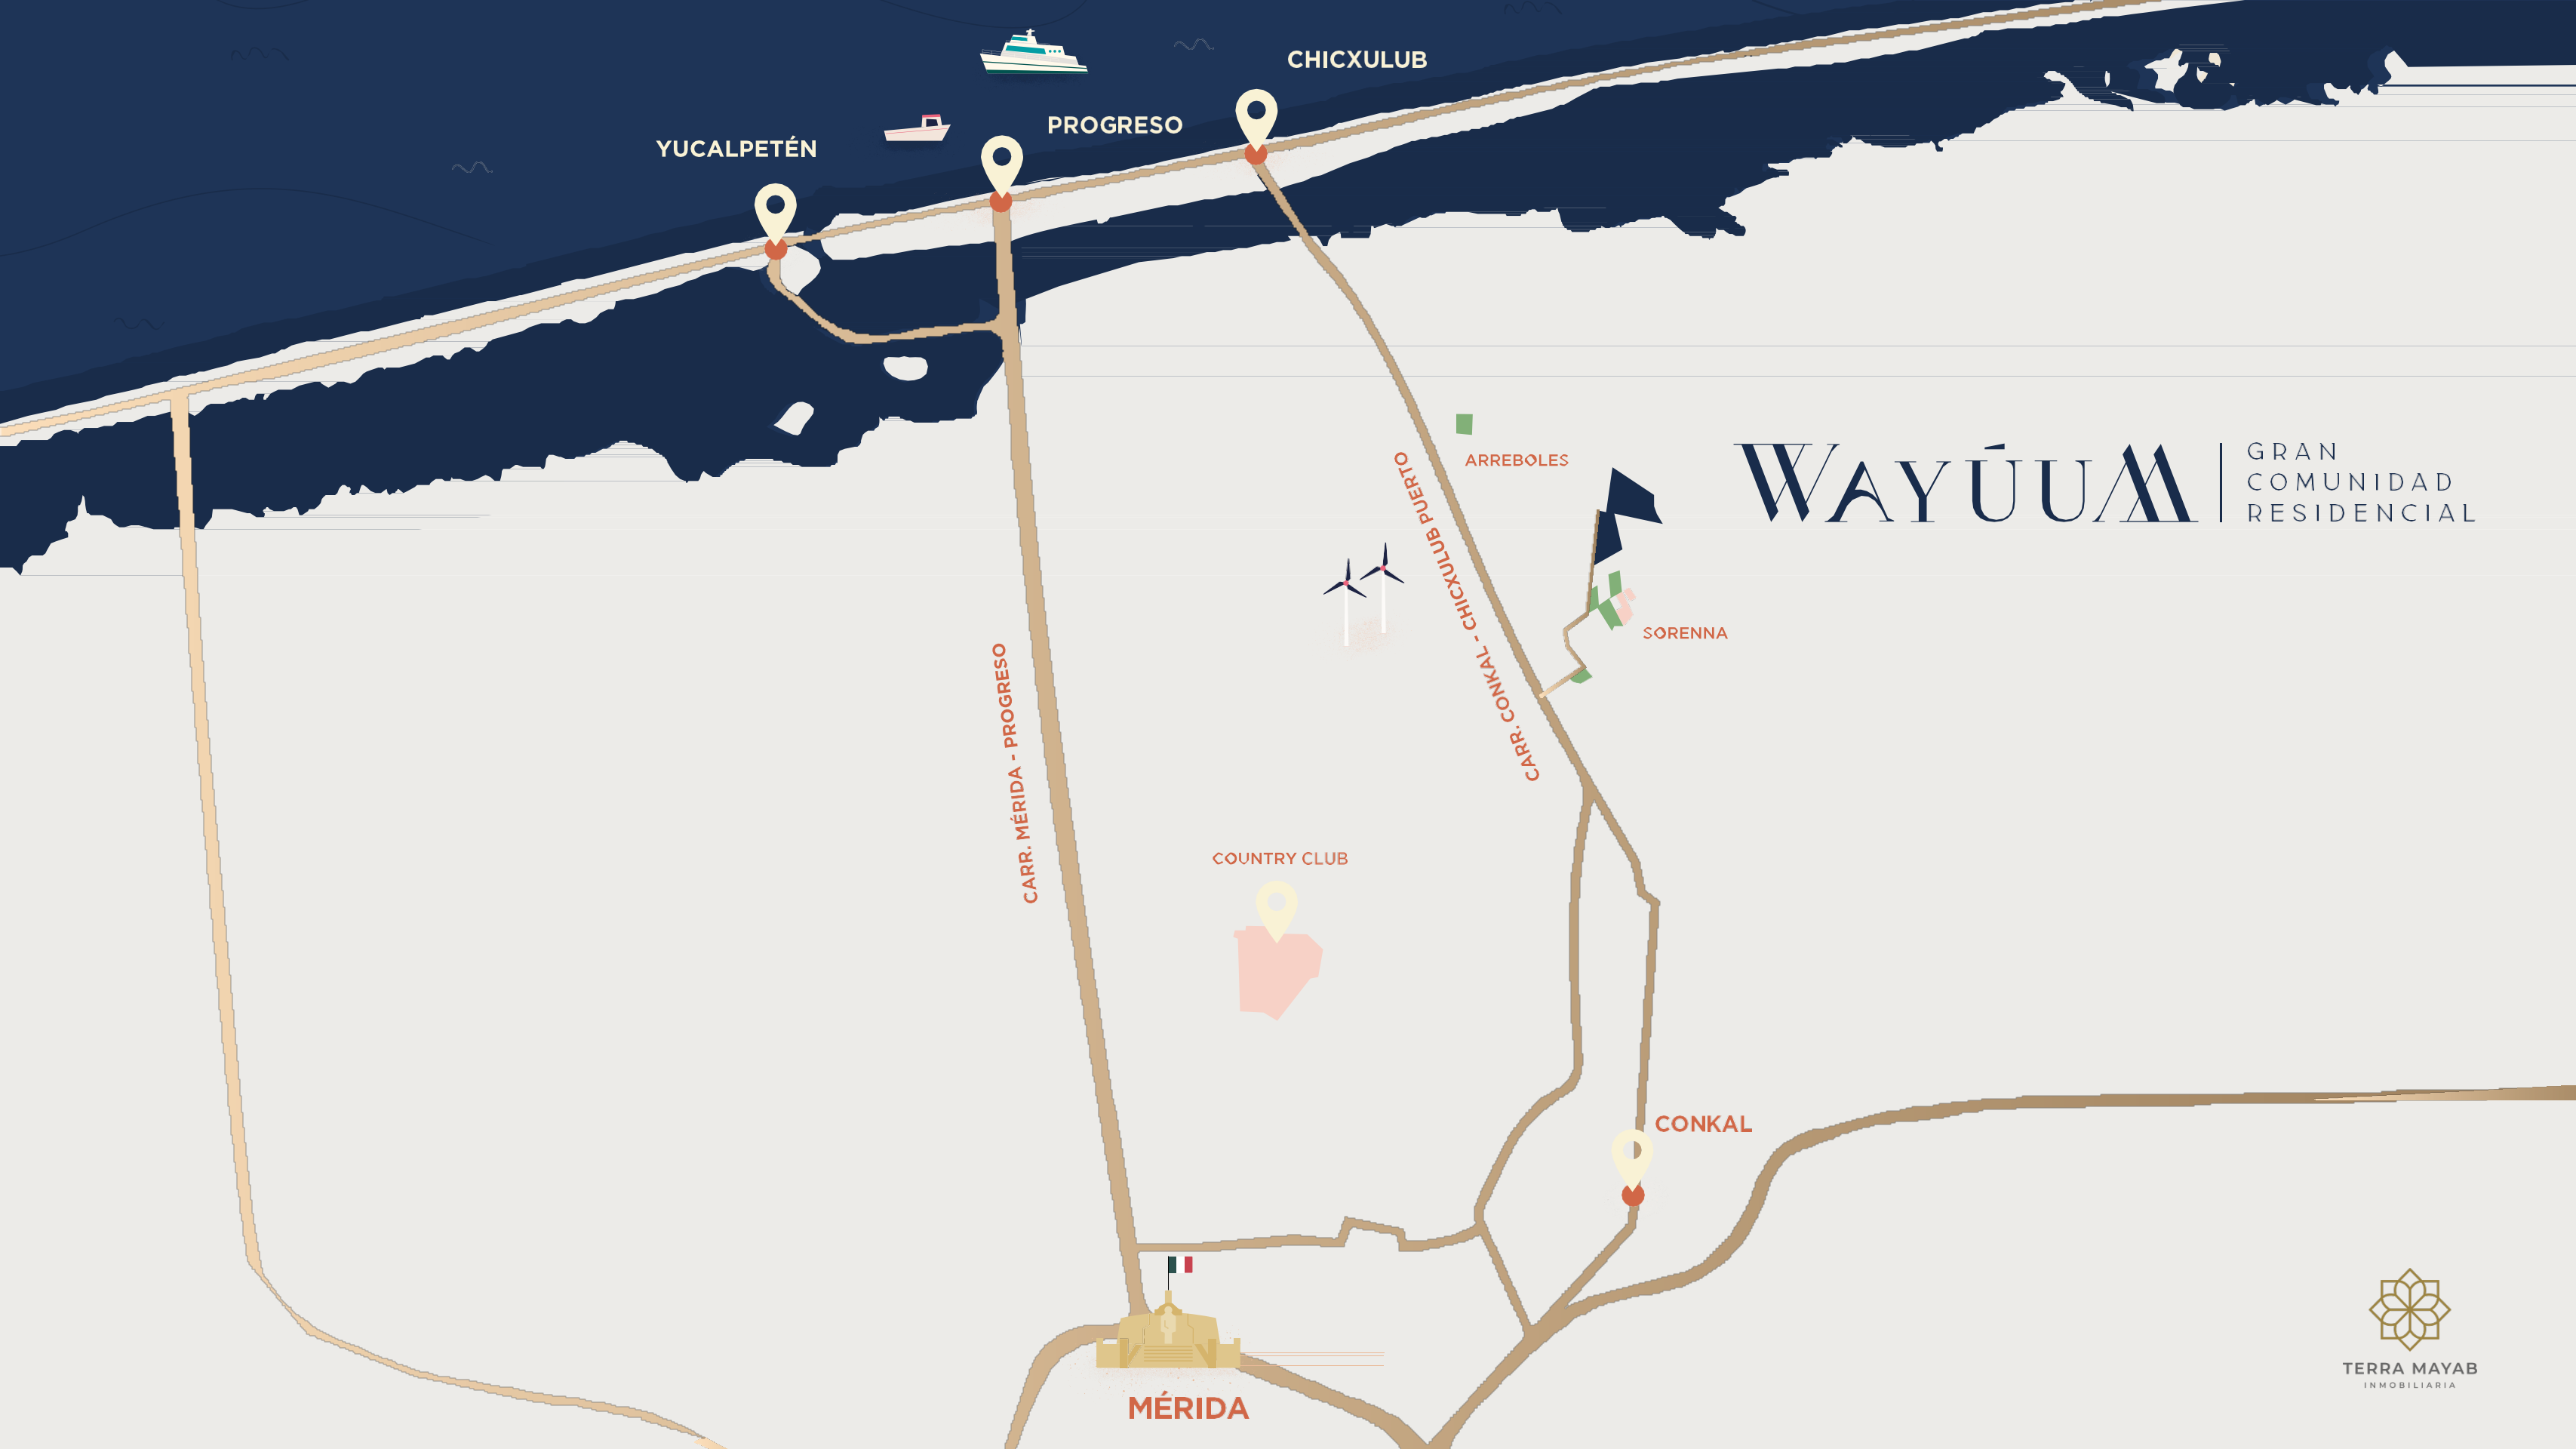 CHICXULUB
PROGRESO
YUCALPETÉN
ARREBOLES
WAYÚUM
GRAN
COMUNIDAD
RESIDENCIAL
CARR. CONKAL - CHICXULUB PUERTO
SORENNA
CARR. MÉRIDA - PROGRESO
COUNTRY CLUB
CONKAL
MÉRIDA
TERRA MAYAB
INMOBILIARIA